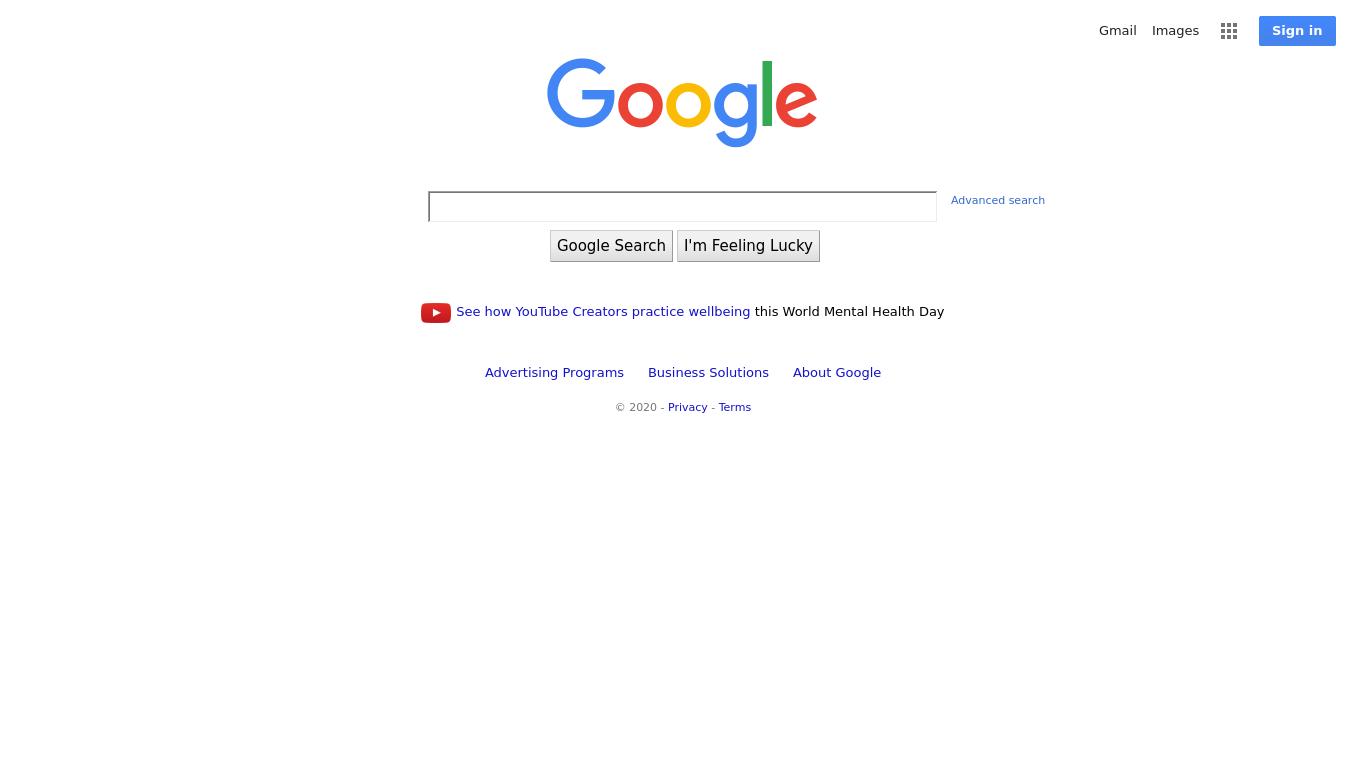 Gmail Images Sign in
Google
Advanced search
Google Search I'm Feeling Lucky
See how YouTube Creators practice wellbeing this World Mental Health Day
Advertising Programs Business Solutions About Google
© 2020 - Privacy - Terms